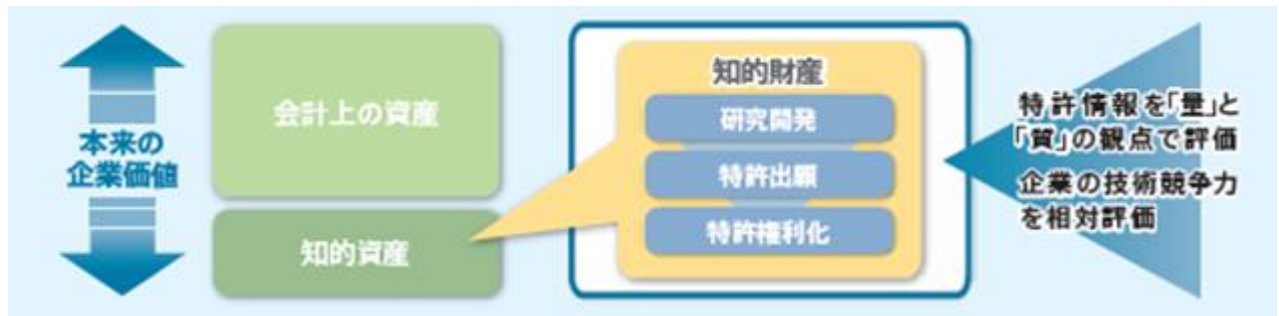 本来の
企業価値
会計上の資産
知的資産
知的財産
研究開発
特許出願
特許権利化
特許情報を「量」と
「質」の観点で評価
企業の技術競争力
を相対評価